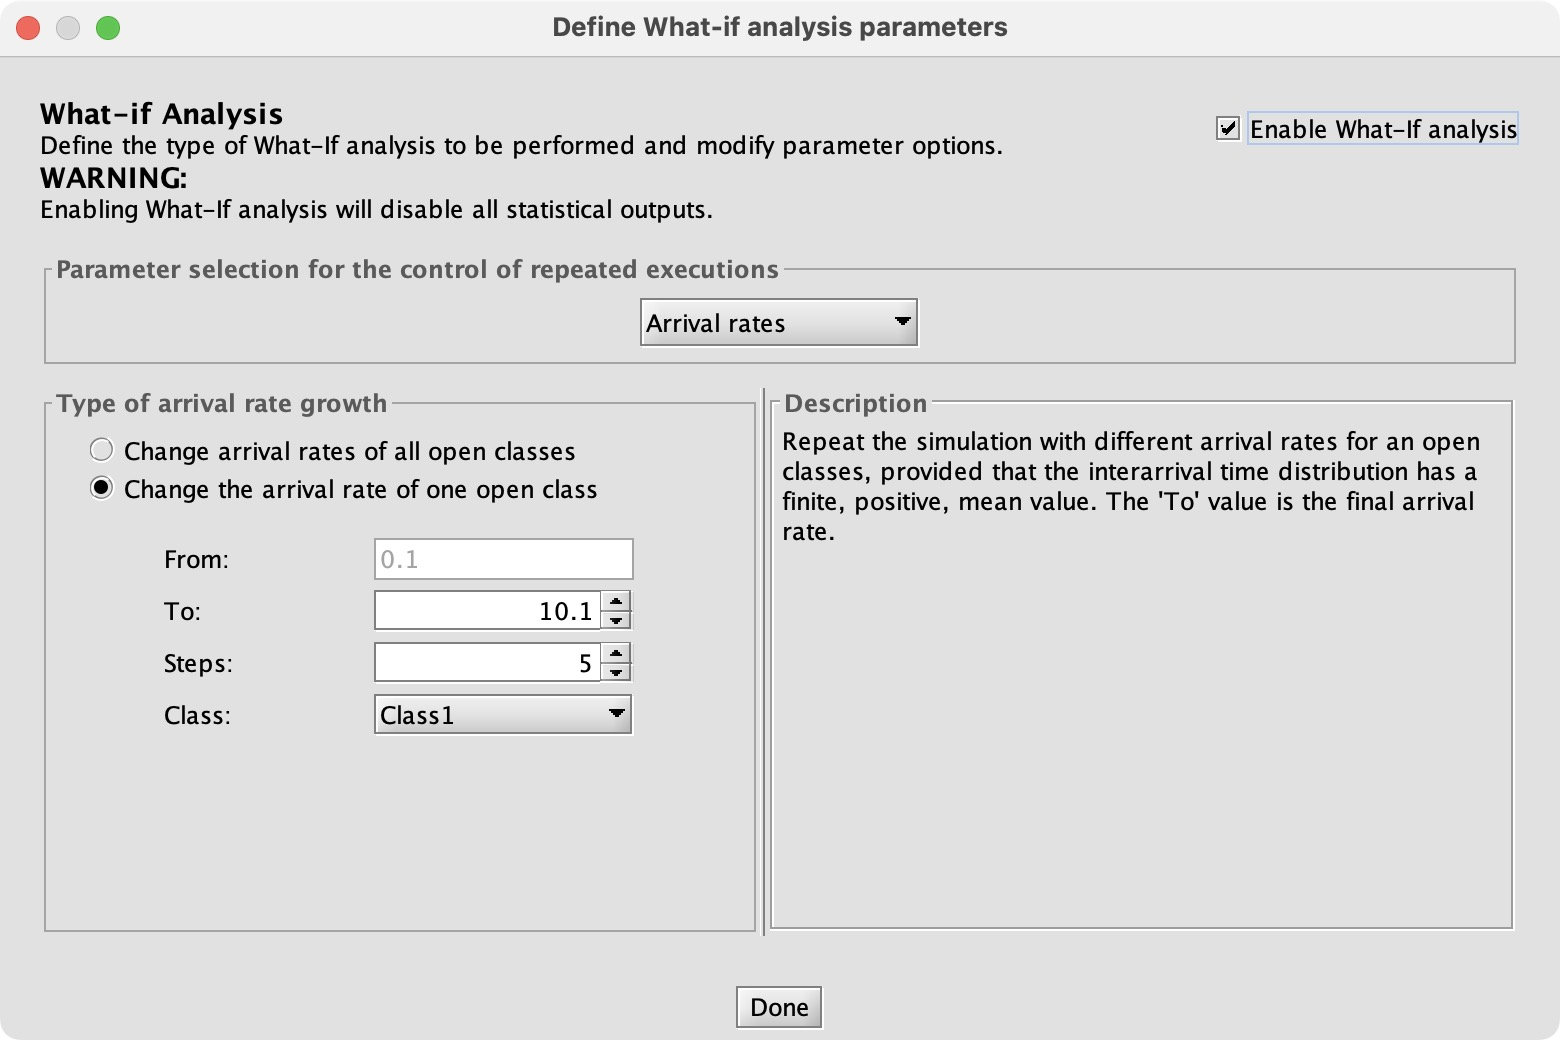 Define What-if analysis parameters
What-if Analysis
Define the type of What-If analysis to be performed and modify parameter options.
WARNING:
Enabling What-If analysis will disable all statistical outputs.
Enable What-If analysis
Parameter selection for the control of repeated executions
Arrival rates
Type of arrival rate growth
Change arrival rates of all open classes
Change the arrival rate of one open class
From: 0.1
To: 10.1
Steps: 5
Class: Class1
Description
Repeat the simulation with different arrival rates for an open
classes, provided that the interarrival time distribution has a
finite, positive, mean value. The 'To' value is the final arrival
rate.
Done